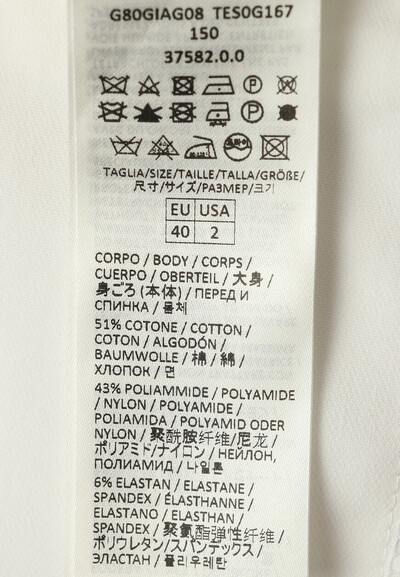 G80GIAG08 TES0G167
150
37582.0.0
TAGLIA/SIZE/TAILLE/TALLA/GRÖßE/
尺寸/サイズ/РАЗМЕР/크기
EU USA
40 2
CORPO / BODY / CORPS /
CUERPO / OBERTEIL / 大身 /
身ごろ (本体) / ПЕРЕД И
СПИНКА / 몸체
51% COTONE / COTTON /
COTON / ALGODÓN /
BAUMWOLLE / 棉 / 綿 /
ХЛОПОК / 면
43% POLIAMMIDE / POLYAMIDE
/ NYLON / POLYAMIDE /
POLIAMIDA / POLYAMID ODER
NYLON / 聚酰胺纤维/尼龙 /
ポリアミド/ナイロン / НЕЙЛОН,
ПОЛИАМИД / 나일론
6% ELASTAN / ELASTANE /
SPANDEX / ÉLASTHANNE /
ELASTANO / ELASTHAN /
SPANDEX / 聚氨酯弹性纤维 /
ポリウレタン/スパンデックス /
ЭЛАСТАН / 폴리우레탄